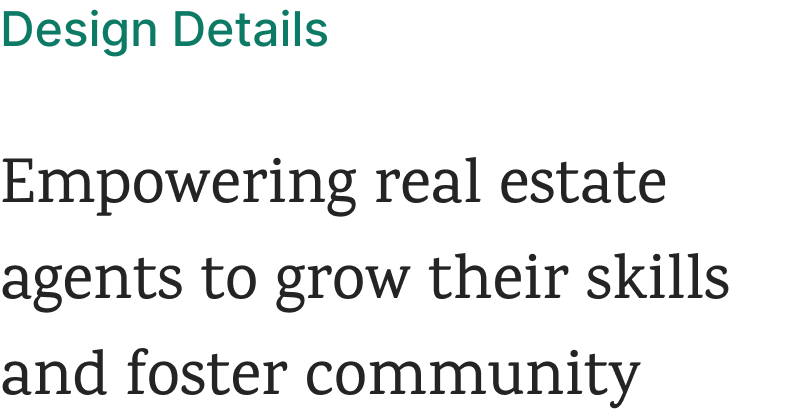 Design Details
Empowering real estate
agents to grow their skills
and foster community